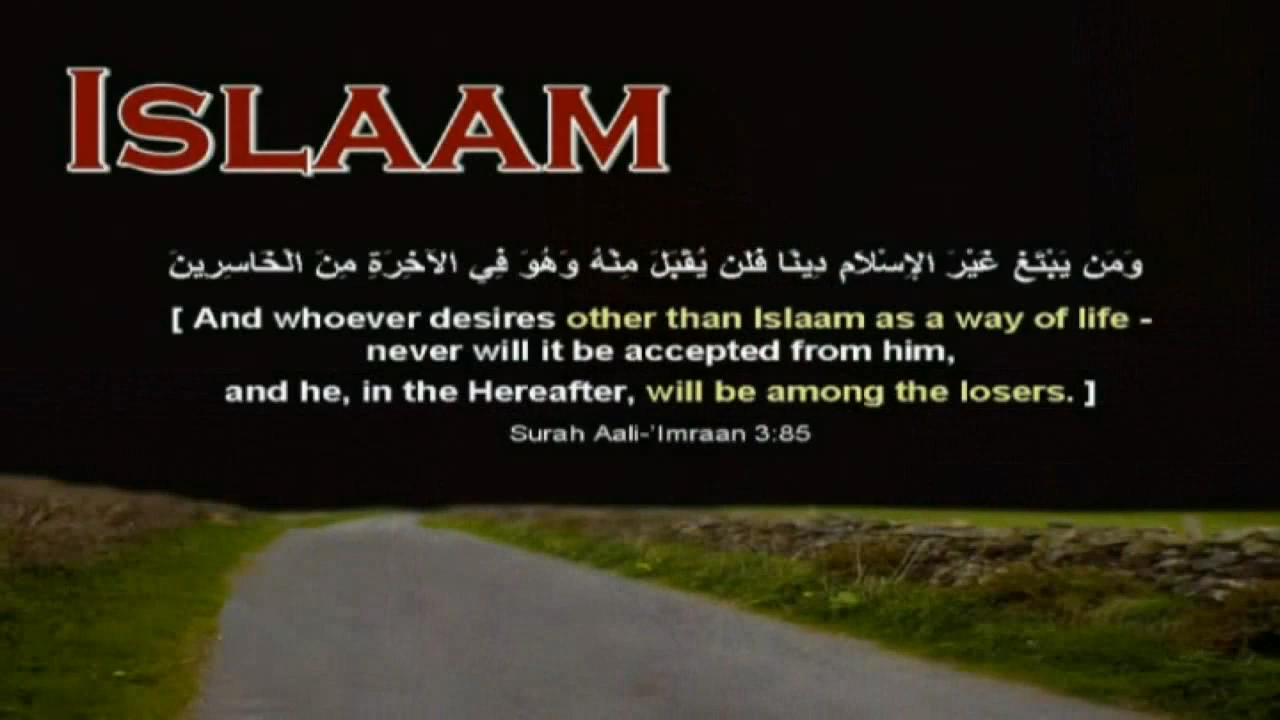 ISLAAM
وَمَن يَبْتَغِ غَيْرَ الإِسْلَامِ دِينًا فَلَن يُقْبَلَ مِنْهُ وَهُوَ فِي الآخِرَةِ مِنَ الْخَاسِرِينَ
[ And whoever desires other than Islaam as a way of life -
never will it be accepted from him,
and he, in the Hereafter, will be among the losers. ]
Surah Aali-'Imraan 3:85